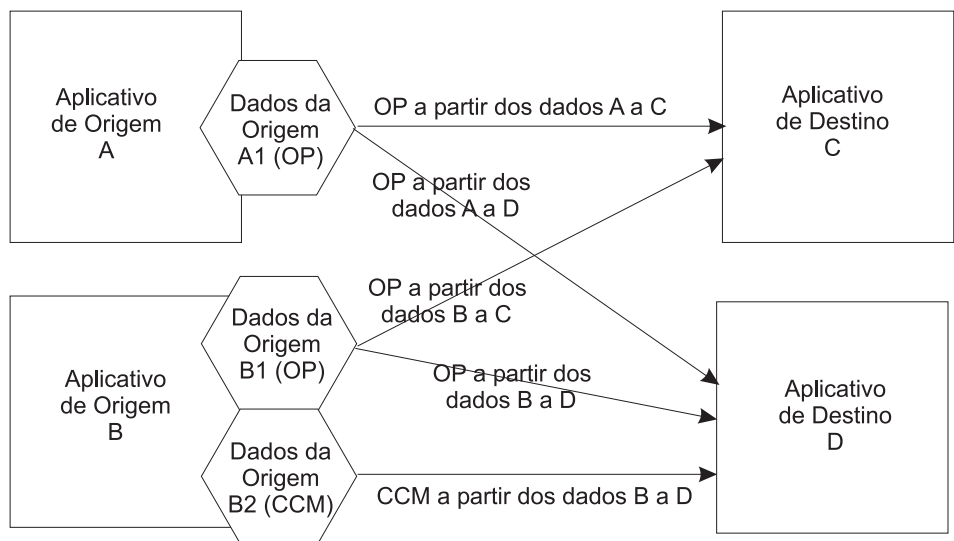 Aplicativo
de Origem
A
Dados da
Origem
A1 (OP)
OP a partir dos dados A a C
Aplicativo
de Destino
C
OP a partir dos
dados A a D
OP a partir dos
dados B a C
Aplicativo
de Origem
B
Dados da
Origem
B1 (OP)
OP a partir dos
dados B a D
Aplicativo
de Destino
D
Dados da
Origem
B2 (CCM)
CCM a partir dos dados B a D